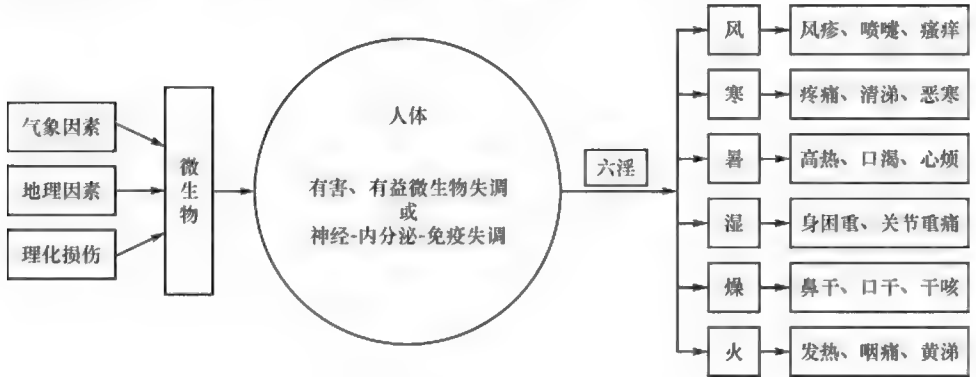 气象因素
地理因素
理化损伤
微生物
人体
有害、有益微生物失调
或
神经-内分泌-免疫失调
六淫
风
风疹、喷嚏、瘙痒
寒
疼痛、清涕、恶寒
暑
高热、口渴、心烦
湿
身困重、关节重痛
燥
鼻干、口干、干咳
火
发热、咽痛、黄涕